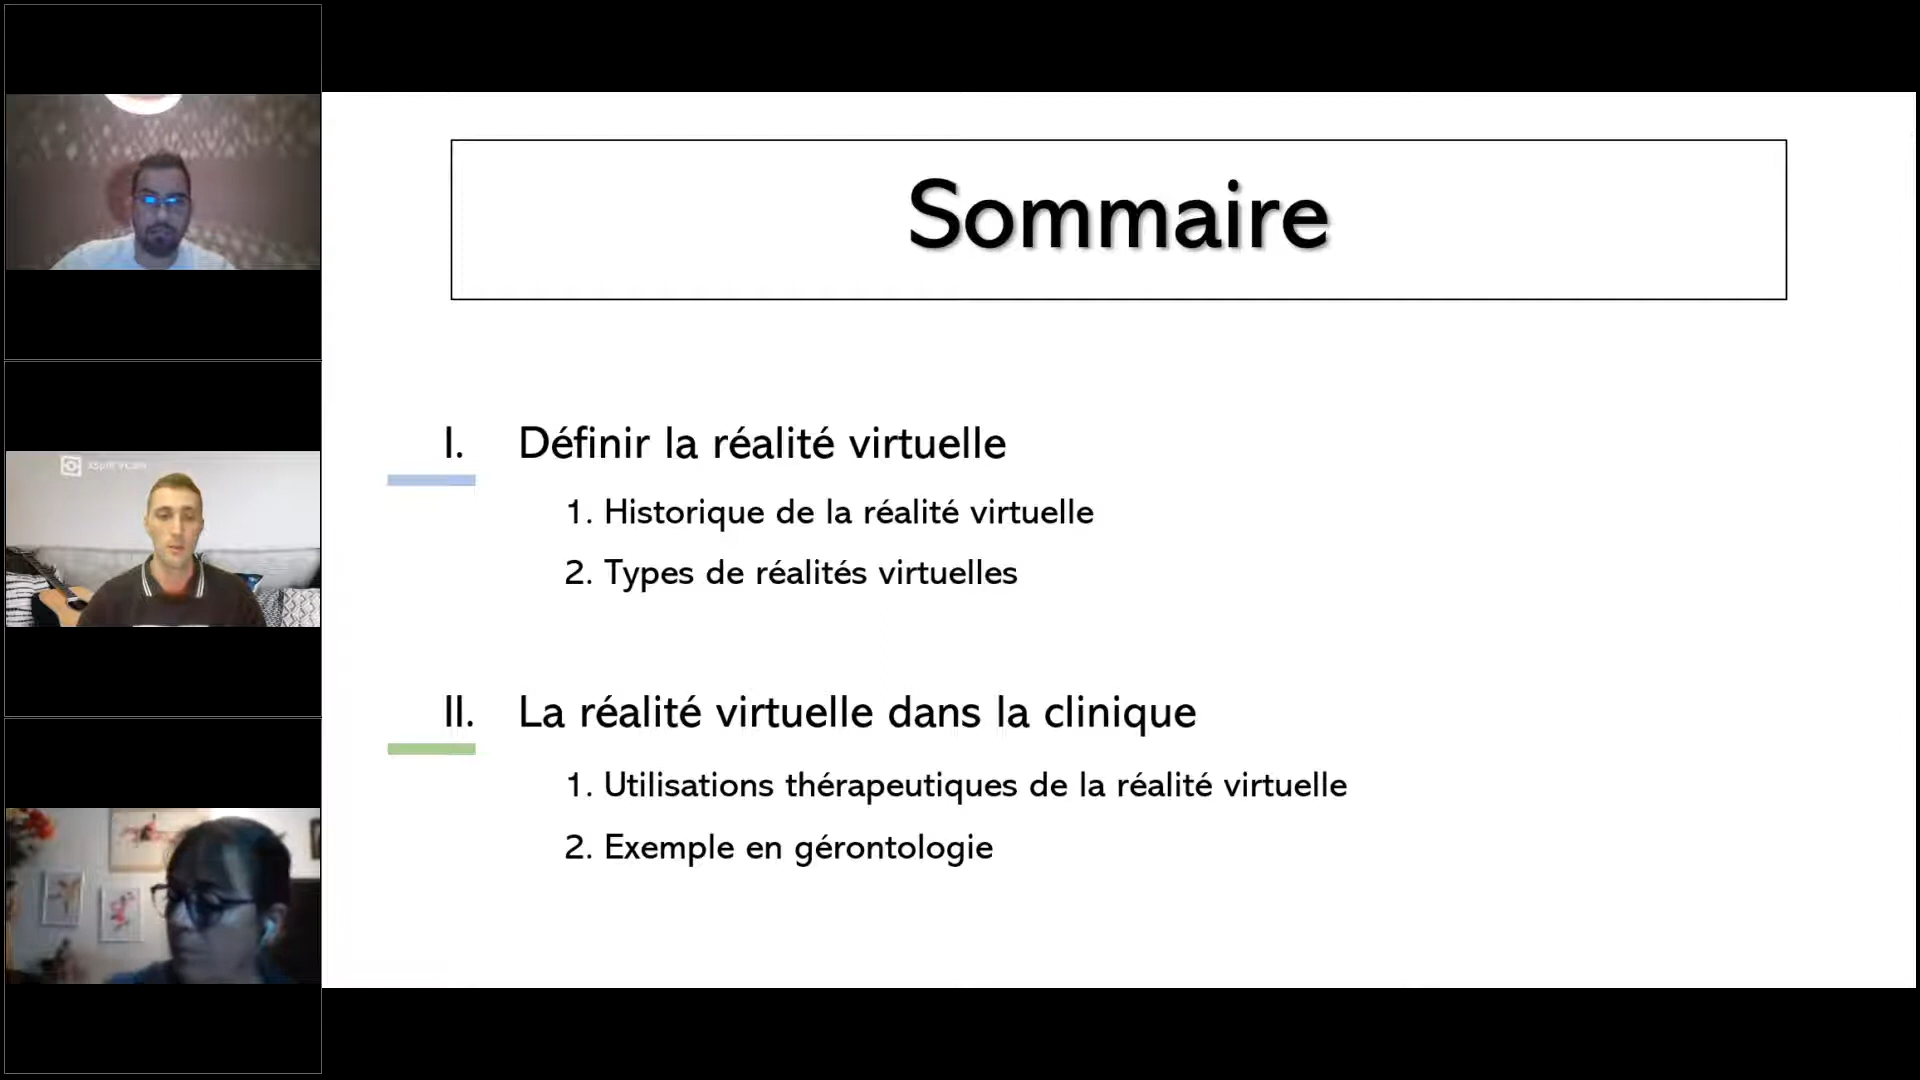 Sommaire
I. Définir la réalité virtuelle
1. Historique de la réalité virtuelle
2. Types de réalités virtuelles
II. La réalité virtuelle dans la clinique
1. Utilisations thérapeutiques de la réalité virtuelle
2. Exemple en gérontologie